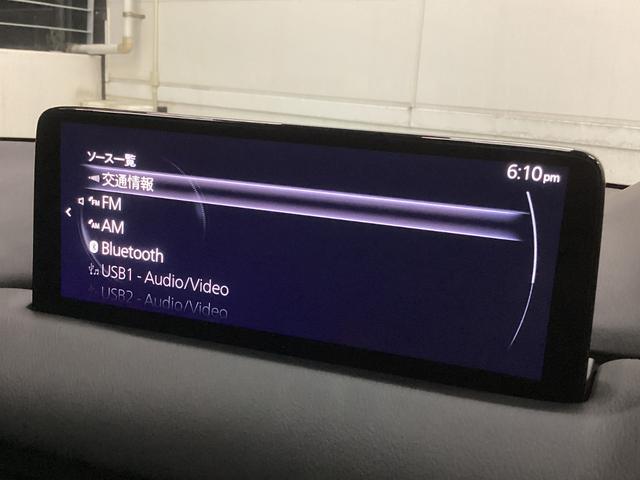 ソース一覧
6:10pm
交通情報
FM
AM
Bluetooth
USB1 - Audio/Video
USB2 - Audio/Video